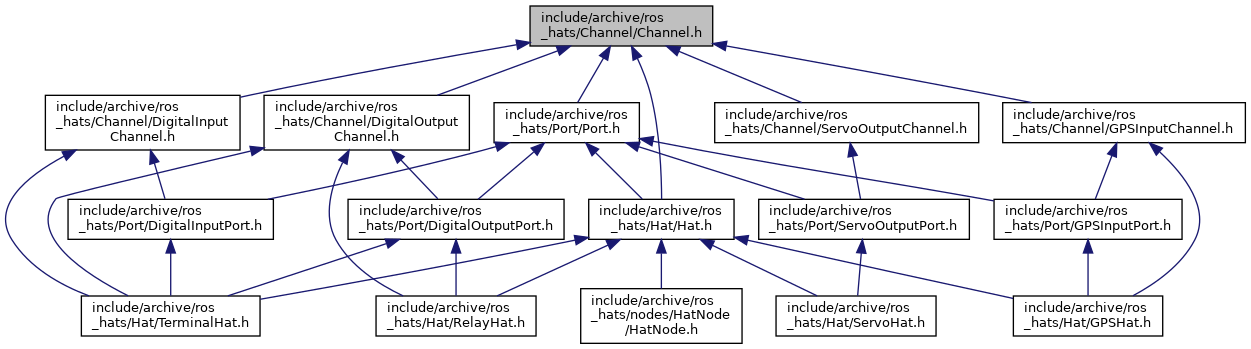 include/archive/ros
_hats/Channel/Channel.h
include/archive/ros
_hats/Channel/DigitalInput
Channel.h
include/archive/ros
_hats/Channel/DigitalOutput
Channel.h
include/archive/ros
_hats/Port/Port.h
include/archive/ros
_hats/Channel/ServoOutputChannel.h
include/archive/ros
_hats/Channel/GPSInputChannel.h
include/archive/ros
_hats/Port/DigitalInputPort.h
include/archive/ros
_hats/Port/DigitalOutputPort.h
include/archive/ros
_hats/Hat/Hat.h
include/archive/ros
_hats/Port/ServoOutputPort.h
include/archive/ros
_hats/Port/GPSInputPort.h
include/archive/ros
_hats/Hat/TerminalHat.h
include/archive/ros
_hats/Hat/RelayHat.h
include/archive/ros
_hats/nodes/HatNode
/HatNode.h
include/archive/ros
_hats/Hat/ServoHat.h
include/archive/ros
_hats/Hat/GPSHat.h